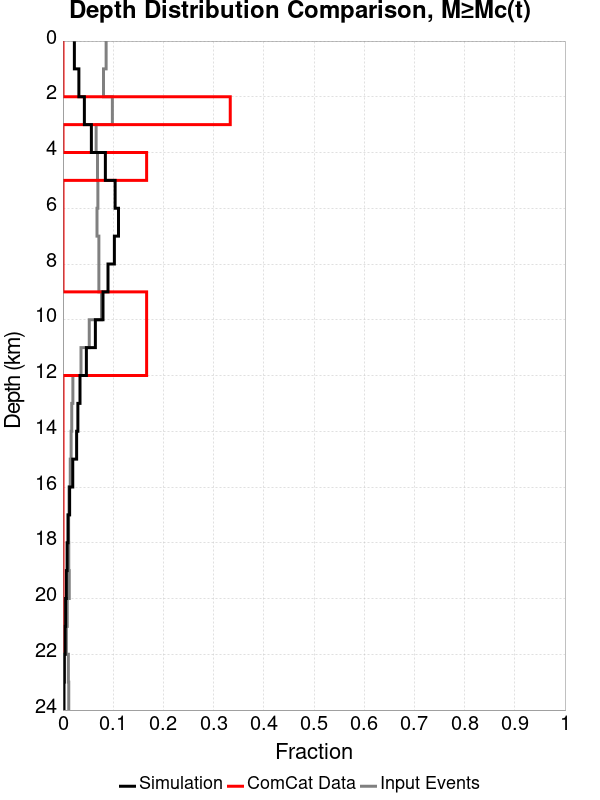 Depth Distribution Comparison, M≥Mc(t)
0
2
4
6
8
10
12
14
16
18
20
22
24
Depth (km)
0 0.1 0.2 0.3 0.4 0.5 0.6 0.7 0.8 0.9 1
Fraction
Simulation ComCat Data Input Events